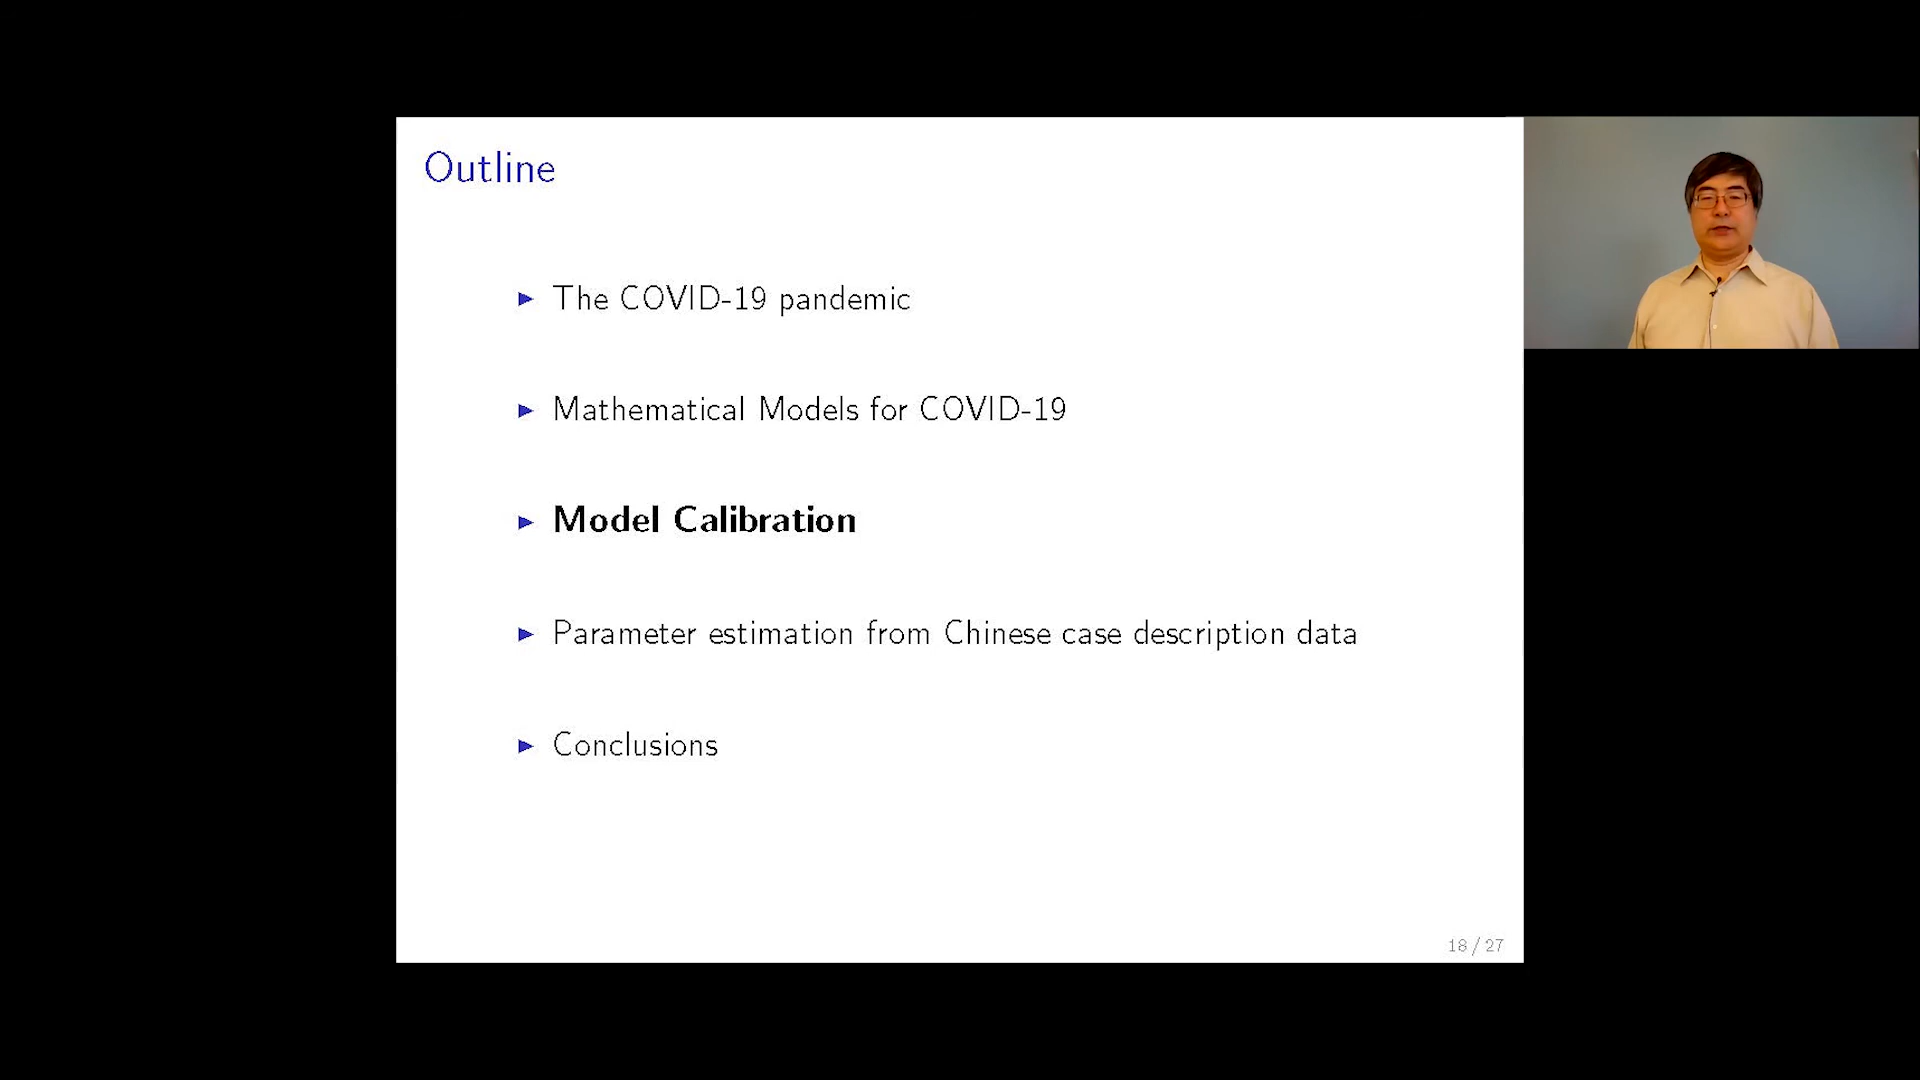 Outline
The COVID-19 pandemic
Mathematical Models for COVID-19
Model Calibration
Parameter estimation from Chinese case description data
Conclusions
18 / 27